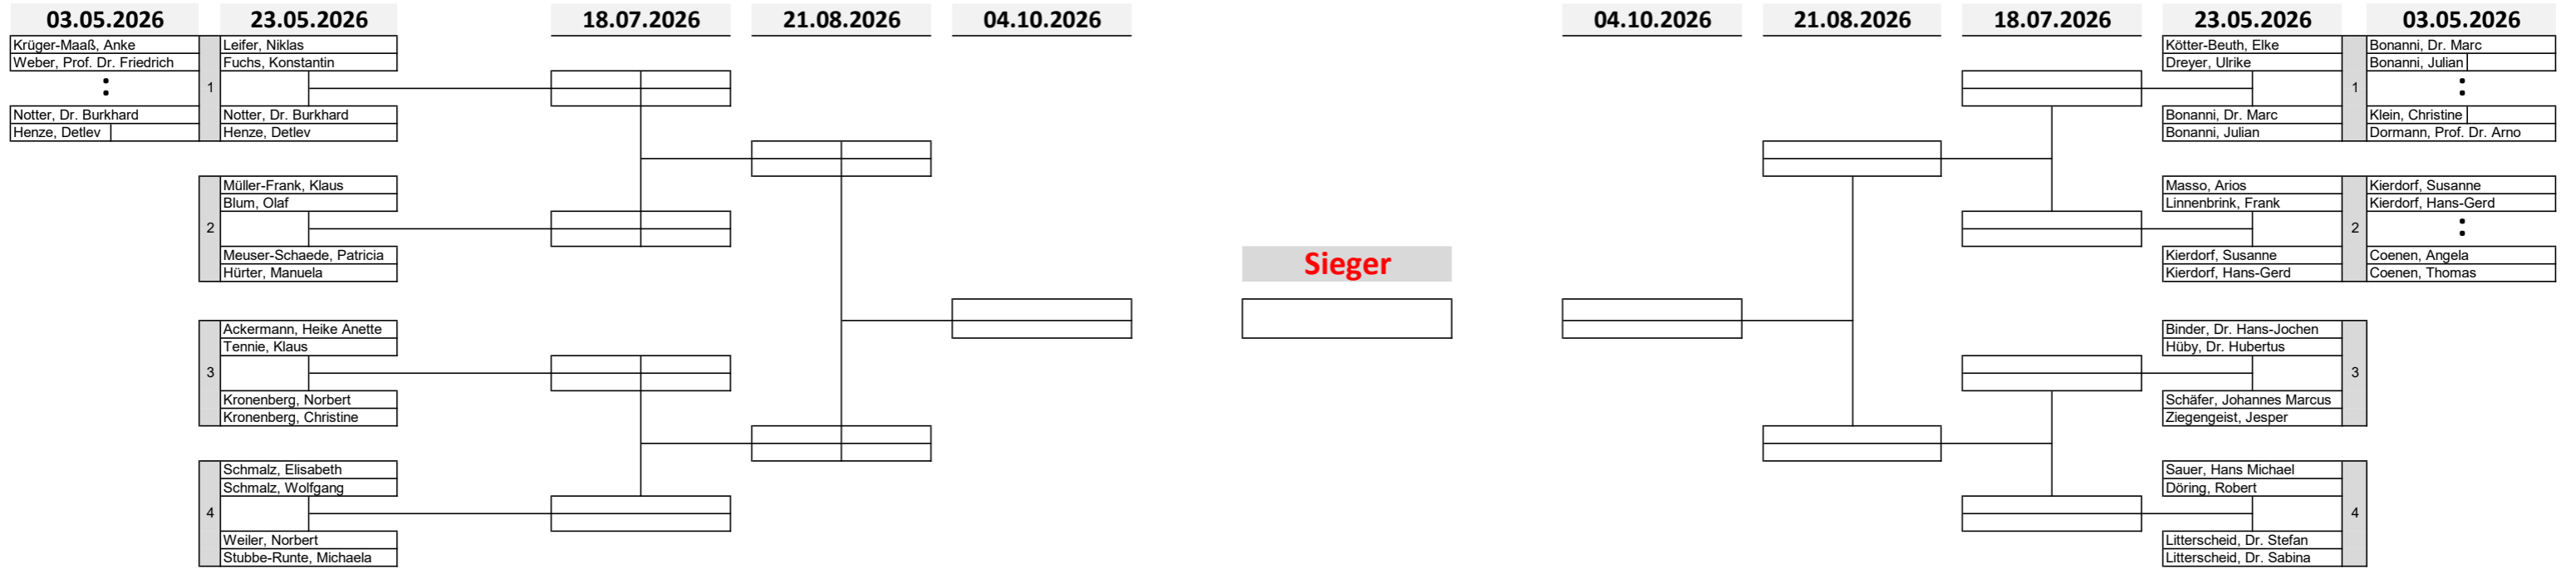 03.05.2026 23.05.2026 18.07.2026 21.08.2026 04.10.2026 04.10.2026 21.08.2026 18.07.2026 23.05.2026 03.05.2026
Krüger-Maaß, Anke
Weber, Prof. Dr. Friedrich
:
Notter, Dr. Burkhard
Henze, Detlev
1
Leifer, Niklas
Fuchs, Konstantin
Notter, Dr. Burkhard
Henze, Detlev
2
Müller-Frank, Klaus
Blum, Olaf
Meuser-Schaede, Patricia
Hürter, Manuela
3
Ackermann, Heike Anette
Tennie, Klaus
Kronenberg, Norbert
Kronenberg, Christine
4
Schmalz, Elisabeth
Schmalz, Wolfgang
Weiler, Norbert
Stubbe-Runte, Michaela
Sieger
Kötter-Beuth, Elke
Dreyer, Ulrike
Bonanni, Dr. Marc
Bonanni, Julian
1
Bonanni, Dr. Marc
Bonanni, Julian
:
Klein, Christine
Dormann, Prof. Dr. Arno
Masso, Arios
Linnenbrink, Frank
Kierdorf, Susanne
Kierdorf, Hans-Gerd
2
Kierdorf, Susanne
Kierdorf, Hans-Gerd
:
Coenen, Angela
Coenen, Thomas
Binder, Dr. Hans-Jochen
Hüby, Dr. Hubertus
Schäfer, Johannes Marcus
Ziegengeist, Jesper
3
Sauer, Hans Michael
Döring, Robert
Litterscheid, Dr. Stefan
Litterscheid, Dr. Sabina
4